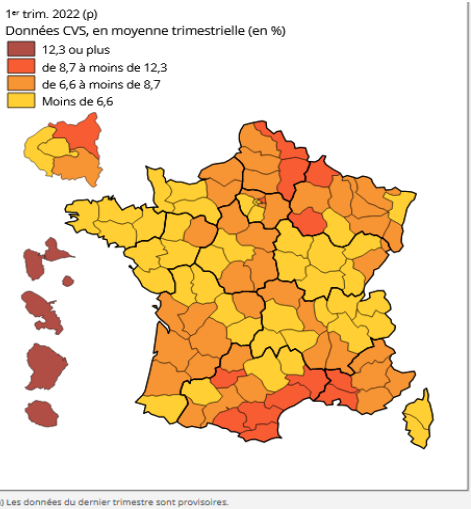 1er trim. 2022 (p)
Données CVS, en moyenne trimestrielle (en %)
12,3 ou plus
de 8,7 à moins de 12,3
de 6,6 à moins de 8,7
Moins de 6,6
) Les données du dernier trimestre sont provisoires.